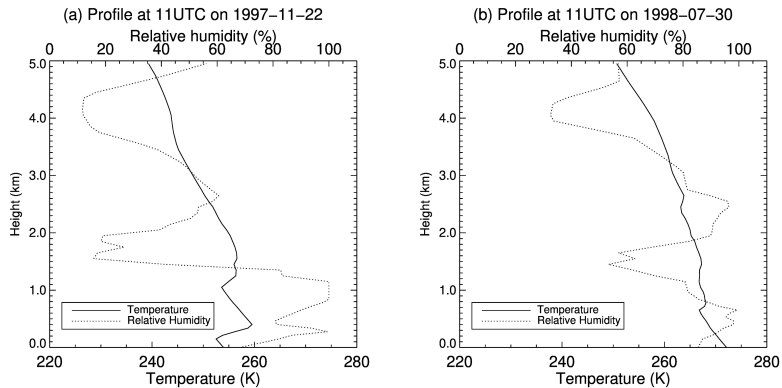 (a) Profile at 11UTC on 1997−11−22
Relative humidity (%)
0 20 40 60 80 100
5.0
4.0
3.0
2.0
1.0
0.0
Height (km)
Temperature
Relative Humidity
220 240 260 280
Temperature (K)
(b) Profile at 11UTC on 1998−07−30
Relative humidity (%)
0 20 40 60 80 100
5.0
4.0
3.0
2.0
1.0
0.0
Height (km)
Temperature
Relative Humidity
220 240 260 280
Temperature (K)